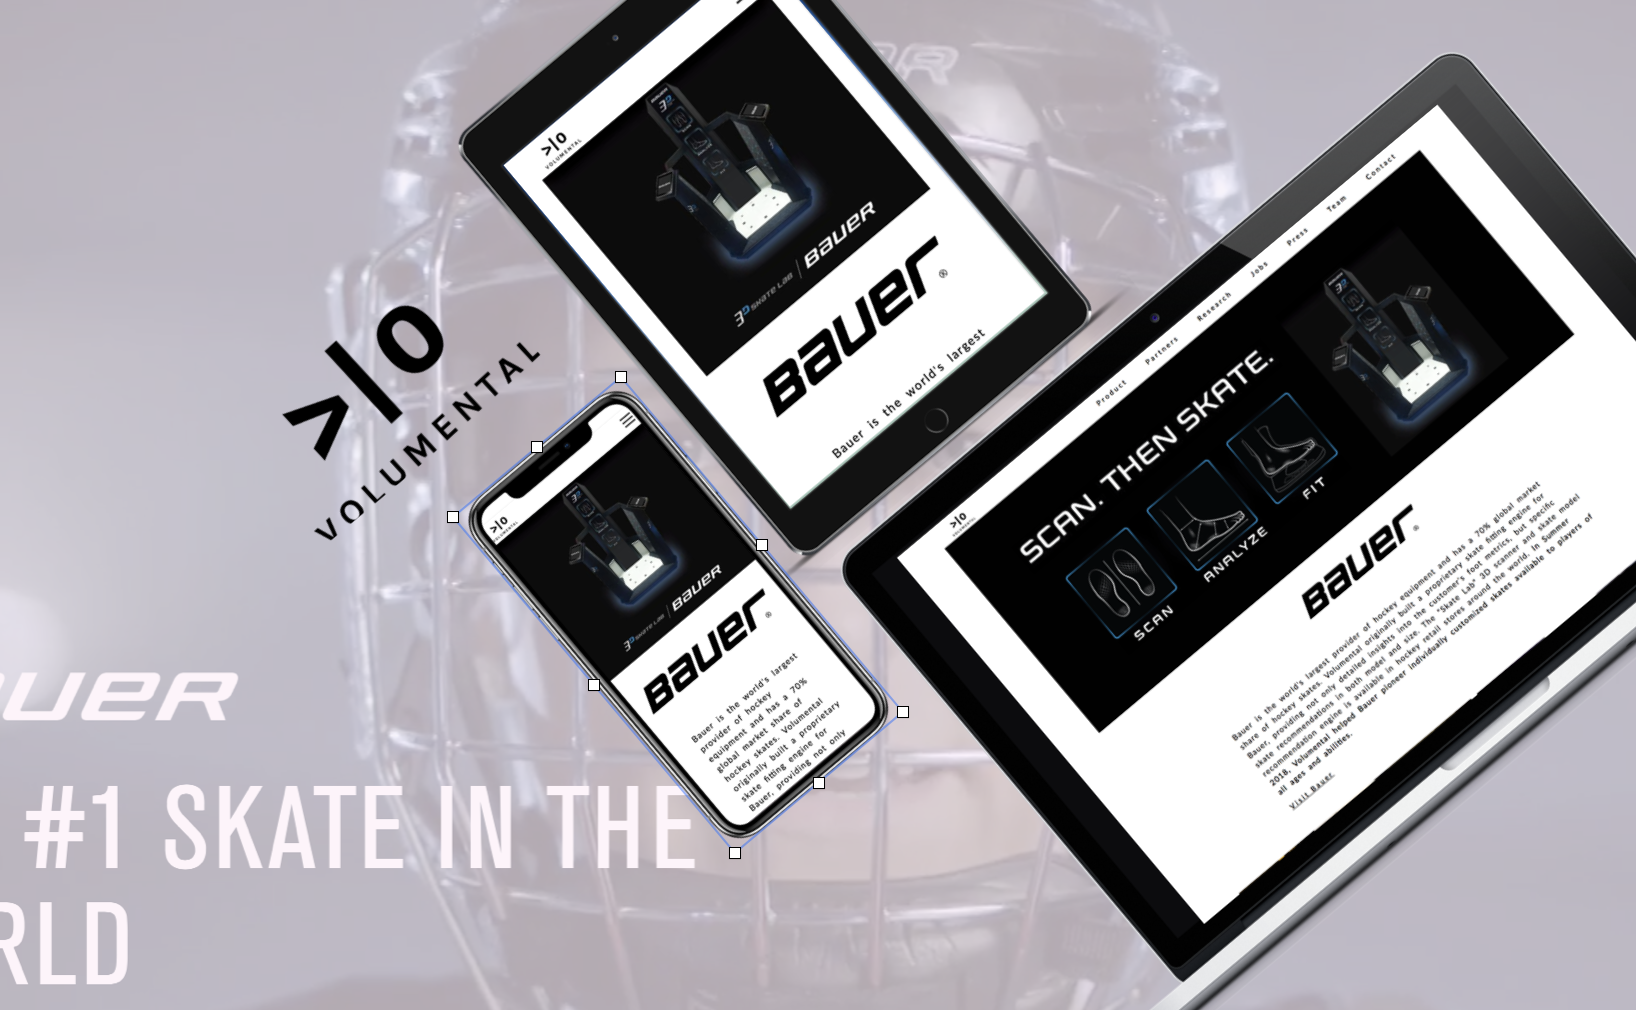 >|o
VOLUMENTAL
>|o
VOLUMENTAL
3D SKATE LAB | BAUER
BAUER®
Bauer is the world's largest
>|o
3D SKATE LAB | BAUER
BAUER®
Bauer is the world's largest
provider of hockey
equipment and has a 70%
global market share of
hockey skates. Volumental
originally built a proprietary
skate fitting engine for
Bauer, providing not only
>|o
Product Partners Research Jobs Press Team Contact
SCAN. THEN SKATE.
SCAN ANALYZE FIT
BAUER®
Bauer is the world's largest provider of hockey equipment and has a 70% global market
share of hockey skates. Volumental originally built a proprietary skate fitting engine for
Bauer, providing not only detailed insights into the customer's foot metrics, but specific
skate recommendations in both model and size. The "Skate Lab" 3D scanner and skate model
recommendation engine is available in hockey retail stores around the world. In Summer
2018, Volumental helped Bauer pioneer individually customized skates available to players of
all ages and abilities.
Visit Bauer
AUER
#1 SKATE IN THE
RLD